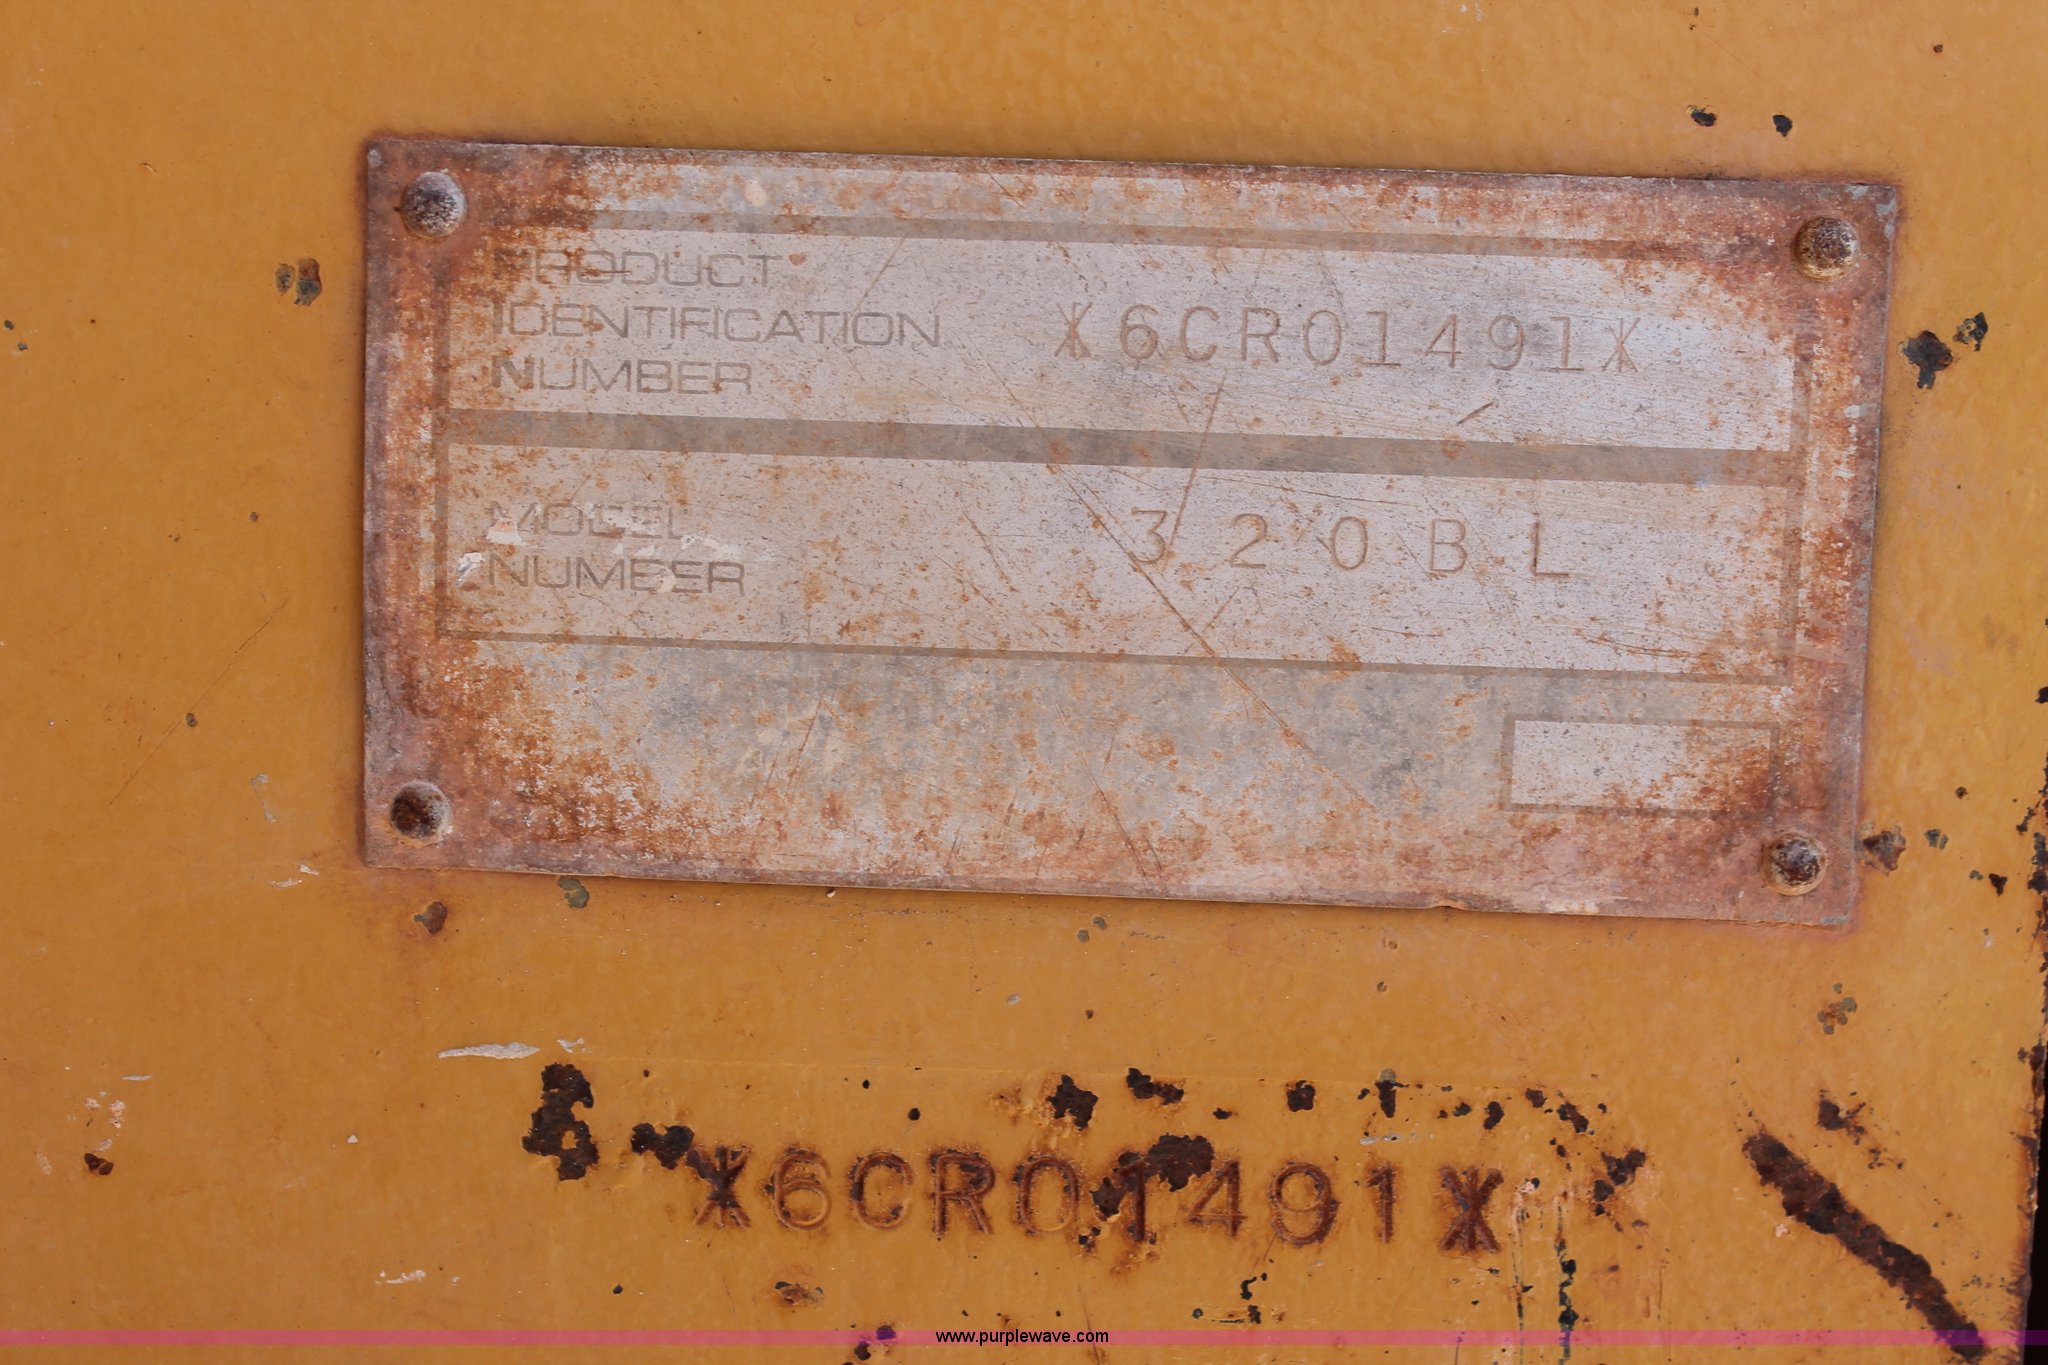 PRODUCT
IDENTIFICATION
NUMBER
*6CR01491*
MODEL
NUMBER
320BL
*6CR01491*
www.purplewave.com